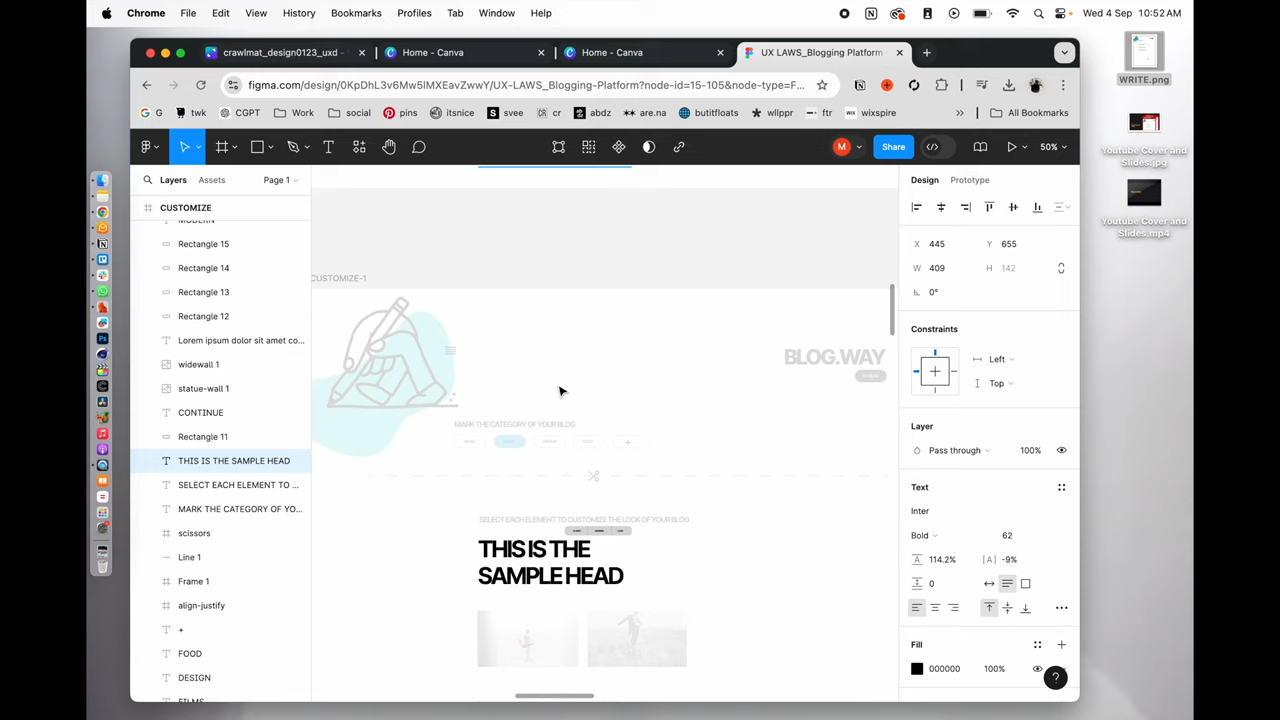 Chrome File Edit View History Bookmarks Profiles Tab Window Help
Wed 4 Sep 10:52 AM
crawlmat_design0123_uxd -
Home - Canva
Home - Canva
UX LAWS_Blogging Platform
figma.com/design/0KpDhL3v6Mw5IMXEavZwwY/UX-LAWS_Blogging-Platform?node-id=15-105&node-type=F...
G twk CGPT Work social pins itsnice svee cr abdz are.na butitfloats wllppr ftr wixspire » All Bookmarks
M Share 50%
Layers Assets Page 1
CUSTOMIZE
MODERN
Rectangle 15
Rectangle 14
Rectangle 13
Rectangle 12
Lorem ipsum dolor sit amet co...
widewall 1
statue-wall 1
CONTINUE
Rectangle 11
THIS IS THE SAMPLE HEAD
SELECT EACH ELEMENT TO ...
MARK THE CATEGORY OF YO...
scissors
Line 1
Frame 1
align-justify
+
FOOD
DESIGN
FILMS
CUSTOMIZE-1
BLOG.WAY
MARK THE CATEGORY OF YOUR BLOG
+
SELECT EACH ELEMENT TO CUSTOMIZE THE LOOK OF YOUR BLOG
THIS IS THE
SAMPLE HEAD
Design Prototype
X 445 Y 655
W 409 H 142
0°
Constraints
Left
Top
Layer
Pass through 100%
Text
Inter
Bold 62
114.2% |A| -9%
0
Fill
000000 100%
?
WRITE.png
Youtube Cover and
Slides.jpg
Youtube Cover and
Slides.mp4